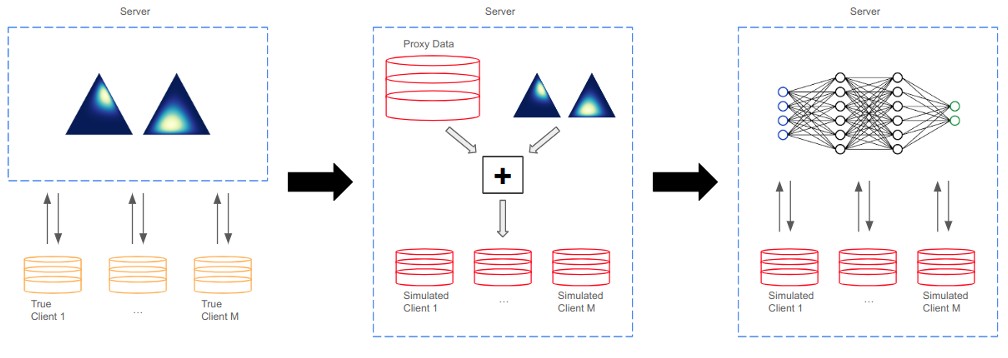 Server
True
Client 1
...
True
Client M
Server
Proxy Data
+
Simulated
Client 1
...
Simulated
Client M
Server
Simulated
Client 1
...
Simulated
Client M